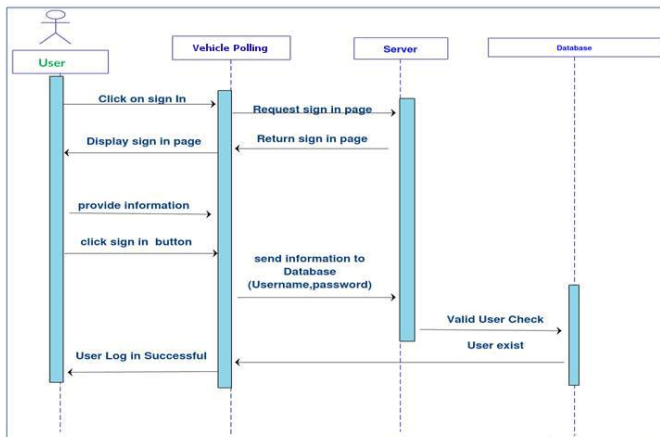 User
Vehicle Polling
Server
Database
Click on sign In
Request sign in page
Return sign in page
Display sign in page
provide information
click sign in button
send information to
Database
(Username,password)
Valid User Check
User exist
User Log in Successful